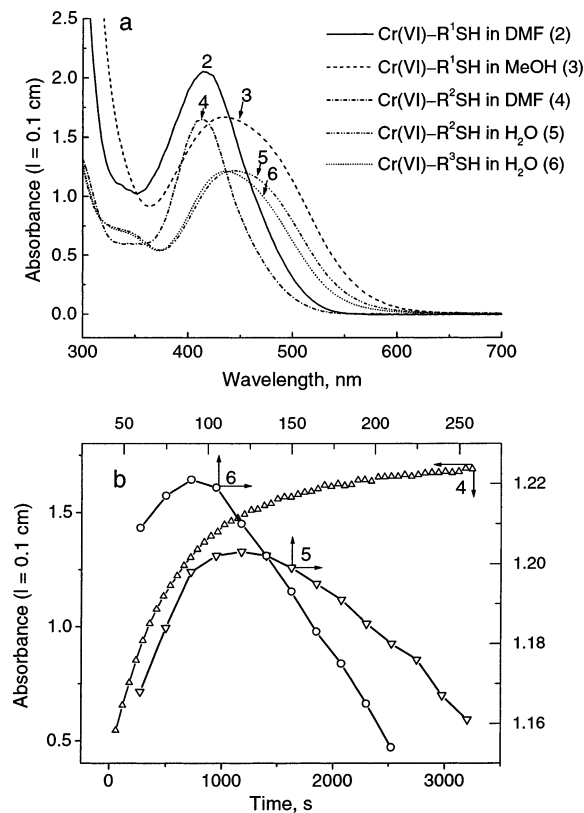 a
Cr(VI)–R¹SH in DMF (2)
Cr(VI)–R¹SH in MeOH (3)
Cr(VI)–R²SH in DMF (4)
Cr(VI)–R²SH in H₂O (5)
Cr(VI)–R³SH in H₂O (6)
2.5
2.0
1.5
1.0
0.5
0.0
Absorbance (l = 0.1 cm)
2
4
3
5
6
300 400 500 600 700
Wavelength, nm
50 100 150 200 250
b
6
4
5
1.5
1.0
0.5
Absorbance (l = 0.1 cm)
1.22
1.20
1.18
1.16
0 1000 2000 3000
Time, s